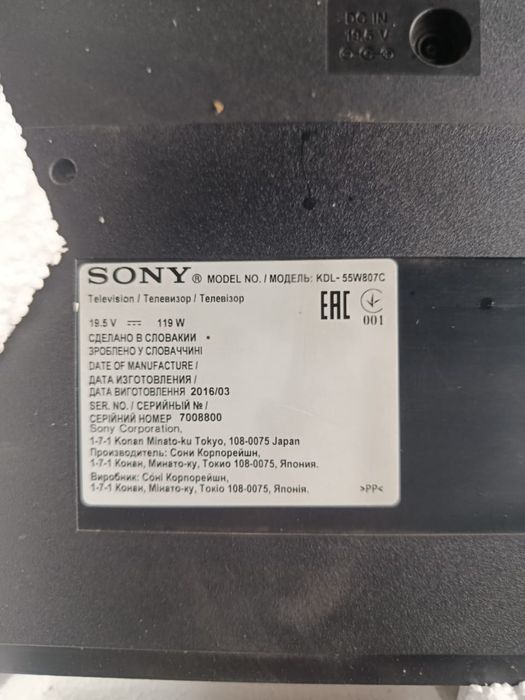 DC IN
19.5 V
SONY ® MODEL NO. / МОДЕЛЬ: KDL-55W807C
Television / Телевизор / Телевізор
EAC
001
19.5 V ⎓ 119 W
СДЕЛАНО В СЛОВАКИИ
ЗРОБЛЕНО У СЛОВАЧЧИНІ
DATE OF MANUFACTURE /
ДАТА ИЗГОТОВЛЕНИЯ /
ДАТА ВИГОТОВЛЕННЯ 2016/03
SER. NO. / СЕРИЙНЫЙ № /
СЕРІЙНИЙ НОМЕР 7008800
Sony Corporation,
1-7-1 Konan Minato-ku Tokyo, 108-0075 Japan
Производитель: Сони Корпорейшн,
1-7-1 Конан, Минато-ку, Токио 108-0075, Япония.
Виробник: Соні Корпорейшн,
1-7-1 Конан, Мінато-ку, Токіо 108-0075, Японія.
>PP<